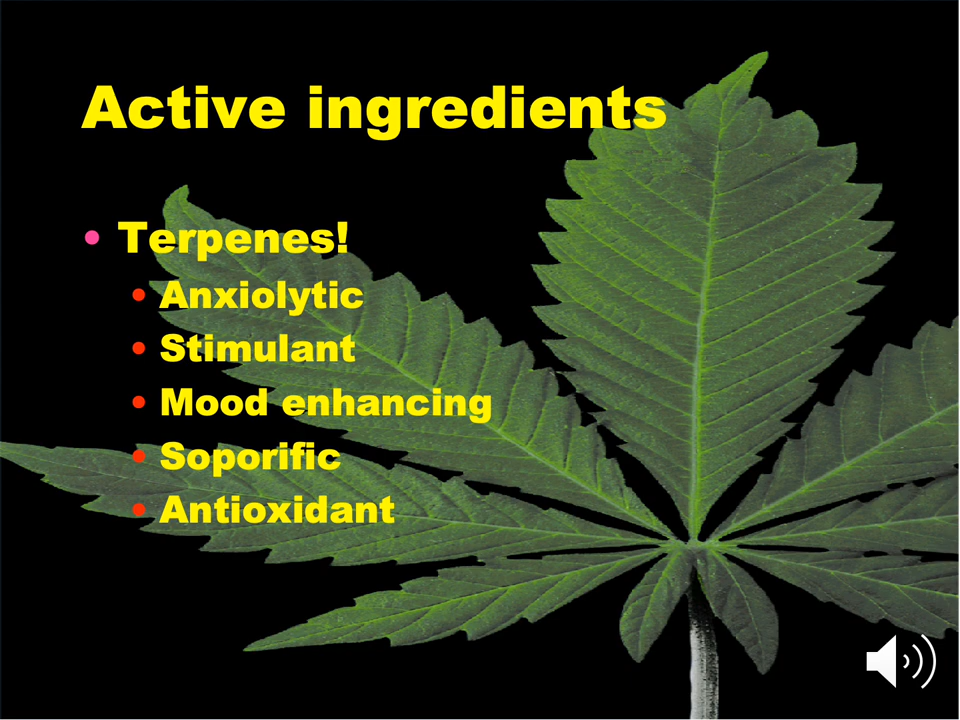 Active ingredients
• Terpenes!
• Anxiolytic
• Stimulant
• Mood enhancing
• Soporific
• Antioxidant